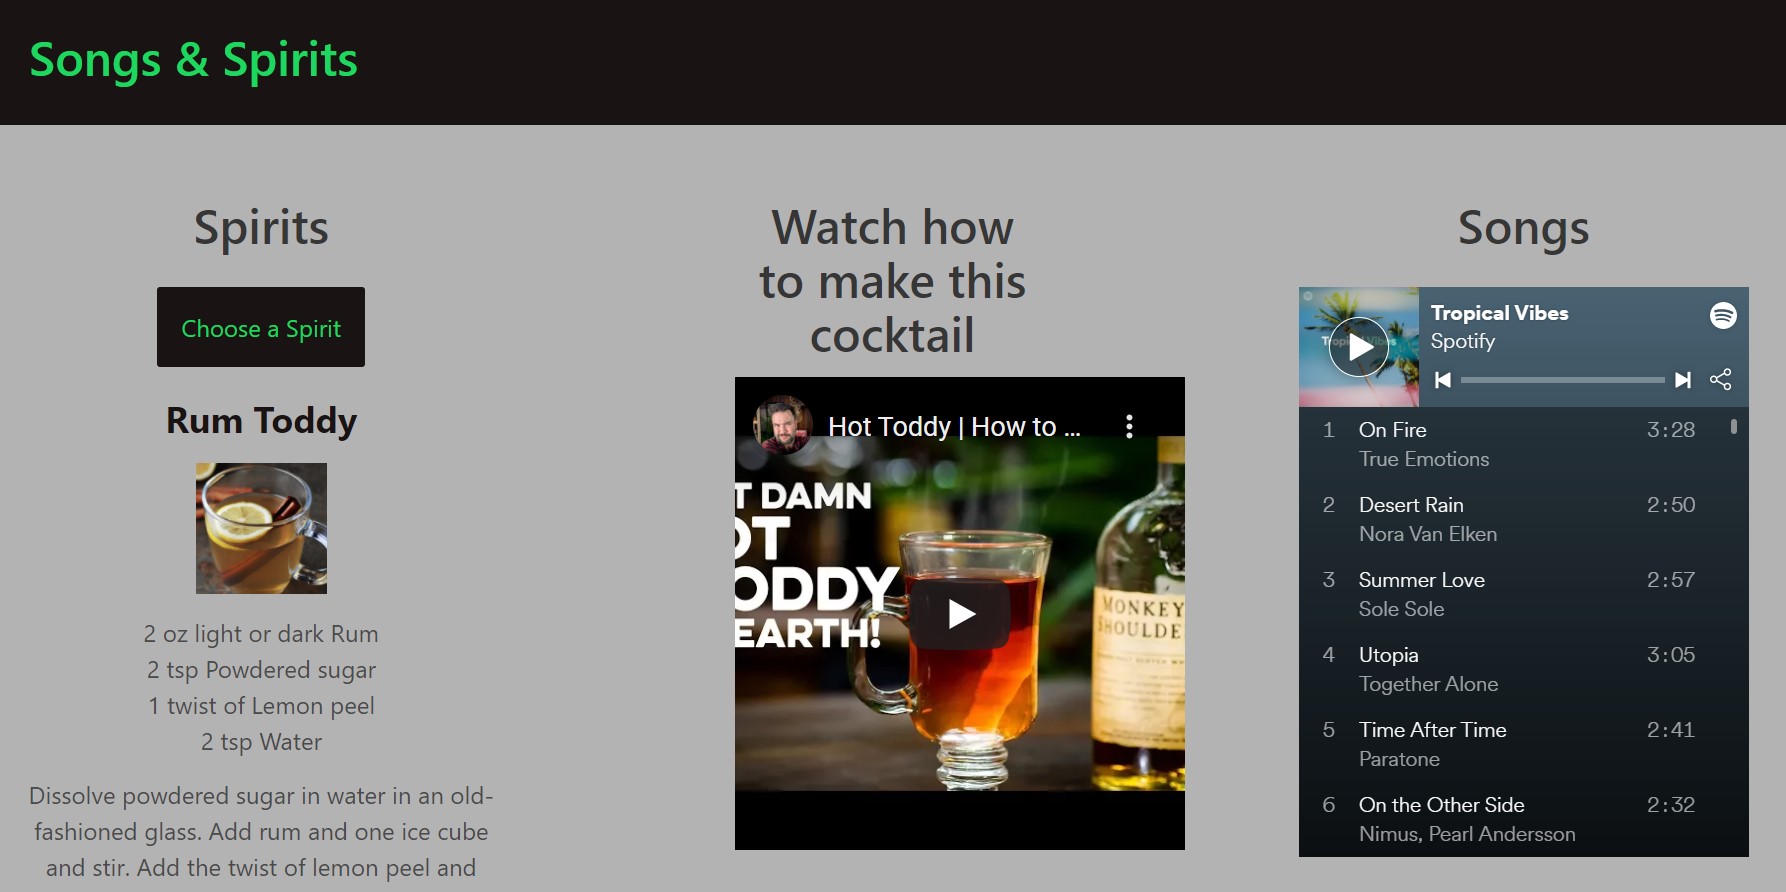 Songs & Spirits
Spirits
Choose a Spirit
Rum Toddy
2 oz light or dark Rum
2 tsp Powdered sugar
1 twist of Lemon peel
2 tsp Water
Dissolve powdered sugar in water in an old-
fashioned glass. Add rum and one ice cube
and stir. Add the twist of lemon peel and
Watch how
to make this
cocktail
Hot Toddy | How to ...
T DAMN
OT
ODDY
EARTH!
MONKEY
SHOULDE
Songs
Tropical Vibes
Tropical Vibes
Spotify
1 On Fire 3:28
True Emotions
2 Desert Rain 2:50
Nora Van Elken
3 Summer Love 2:57
Sole Sole
4 Utopia 3:05
Together Alone
5 Time After Time 2:41
Paratone
6 On the Other Side 2:32
Nimus, Pearl Andersson